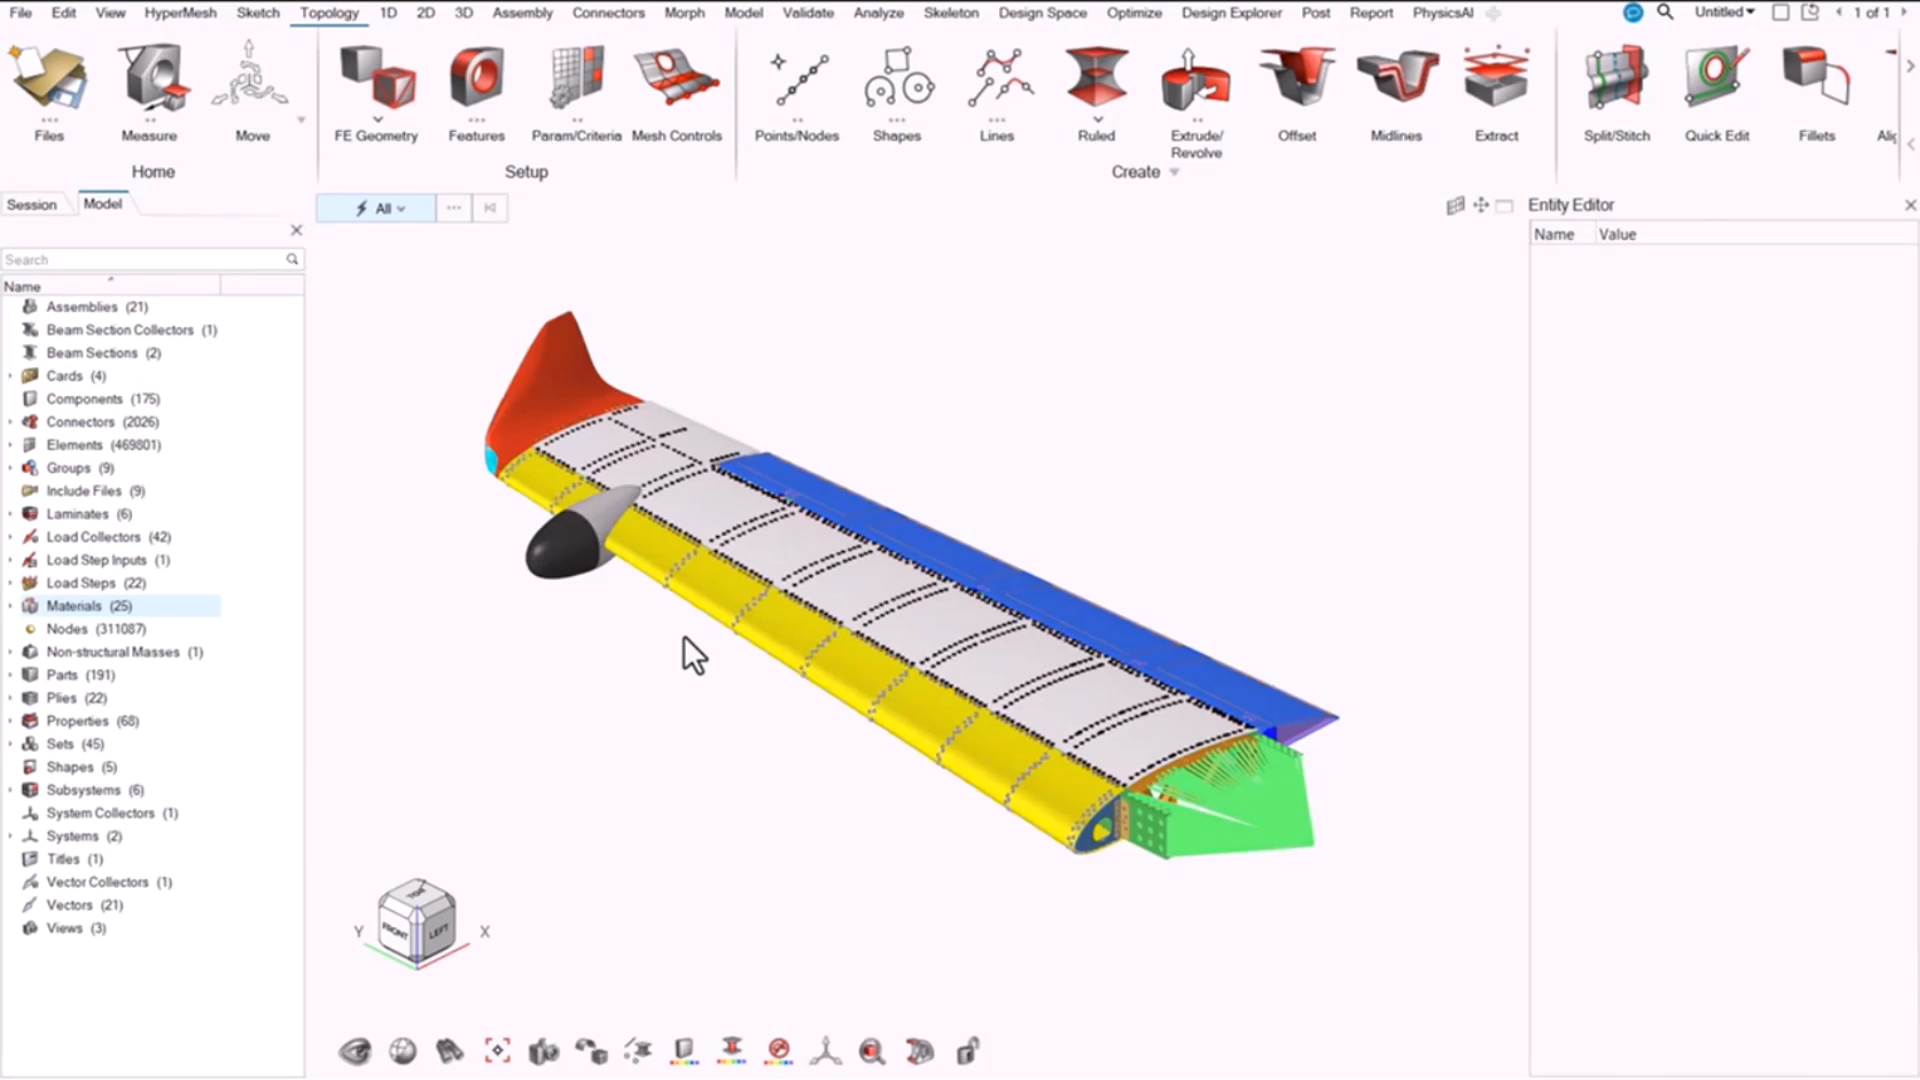 File Edit View HyperMesh Sketch Topology 1D 2D 3D Assembly Connectors Morph Model Validate Analyze Skeleton Design Space Optimize Design Explorer Post Report PhysicsAI Untitled 1 of 1
Files Measure Move FE Geometry Features Param/Criteria Mesh Controls Points/Nodes Shapes Lines Ruled Extrude/ Offset Midlines Extract Split/Stitch Quick Edit Fillets
Revolve
Home Setup Create
Session Model All Entity Editor
Name Value
Search
Name
Assemblies (21)
Beam Section Collectors (1)
Beam Sections (2)
Cards (4)
Components (175)
Connectors (2026)
Elements (469801)
Groups (9)
Include Files (9)
Laminates (6)
Load Collectors (42)
Load Step Inputs (1)
Load Steps (22)
Materials (25)
Nodes (311087)
Non-structural Masses (1)
Parts (191)
Plies (22)
Properties (68)
Sets (45)
Shapes (5)
Subsystems (6)
System Collectors (1)
Systems (2)
Titles (1)
Vector Collectors (1)
Vectors (21)
Views (3)
TOP
FRONT LEFT
Y X